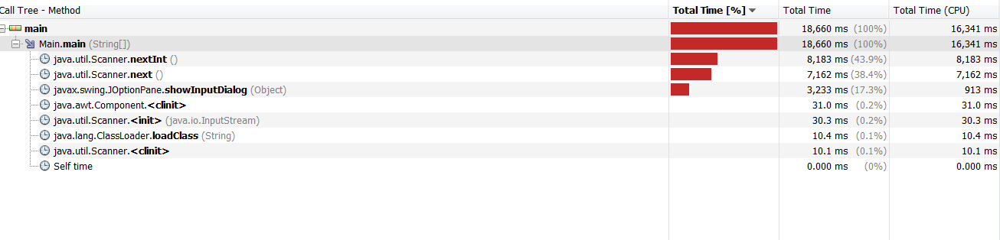 Call Tree - Method Total Time [%] Total Time Total Time (CPU)
main 18,660 ms (100%) 16,341 ms
Main.main (String[]) 18,660 ms (100%) 16,341 ms
java.util.Scanner.nextInt () 8,183 ms (43.9%) 8,183 ms
java.util.Scanner.next () 7,162 ms (38.4%) 7,162 ms
javax.swing.JOptionPane.showInputDialog (Object) 3,233 ms (17.3%) 913 ms
java.awt.Component.<clinit> 31.0 ms (0.2%) 31.0 ms
java.util.Scanner.<init> (java.io.InputStream) 30.3 ms (0.2%) 30.3 ms
java.lang.ClassLoader.loadClass (String) 10.4 ms (0.1%) 10.4 ms
java.util.Scanner.<clinit> 10.1 ms (0.1%) 10.1 ms
Self time 0.000 ms (0%) 0.000 ms